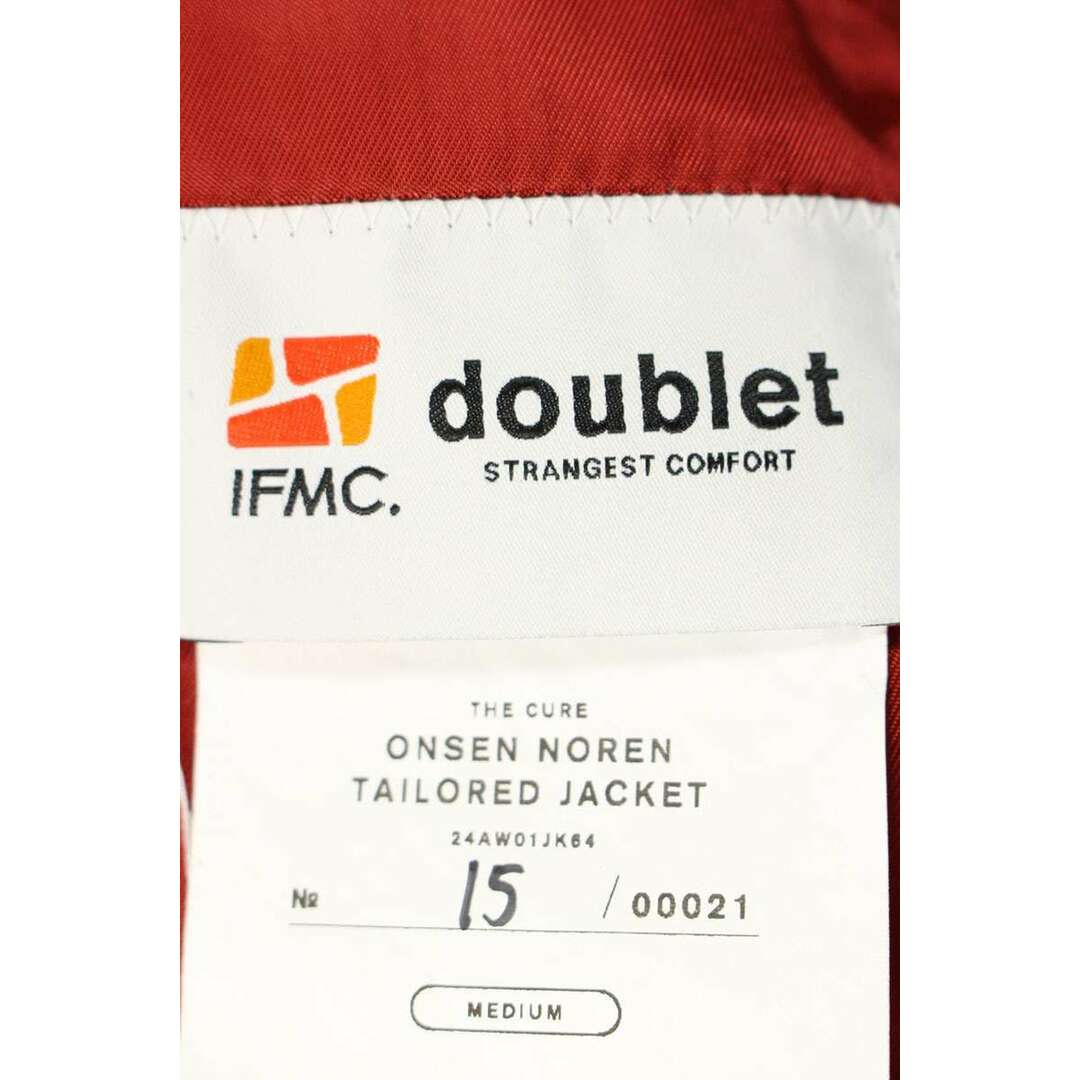 doublet
IFMC.
STRANGEST COMFORT
THE CURE
ONSEN NOREN
TAILORED JACKET
24AW01JK64
№ 15 / 00021
MEDIUM